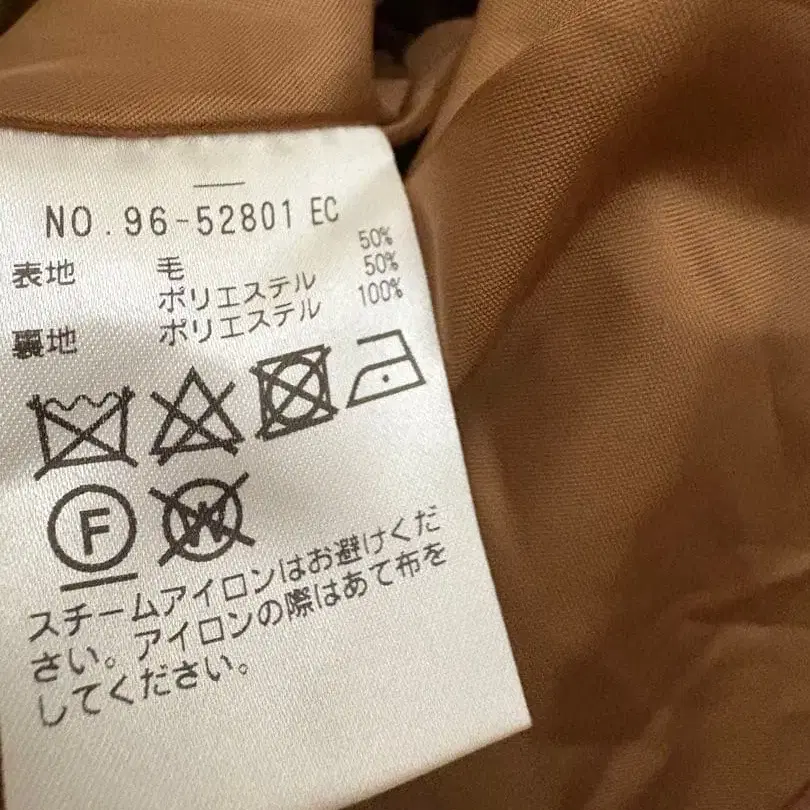 NO.96-52801 EC
表地 毛 50%
ポリエステル 50%
裏地 ポリエステル 100%
F W
スチームアイロンはお避けくだ
さい。アイロンの際はあて布を
してください。